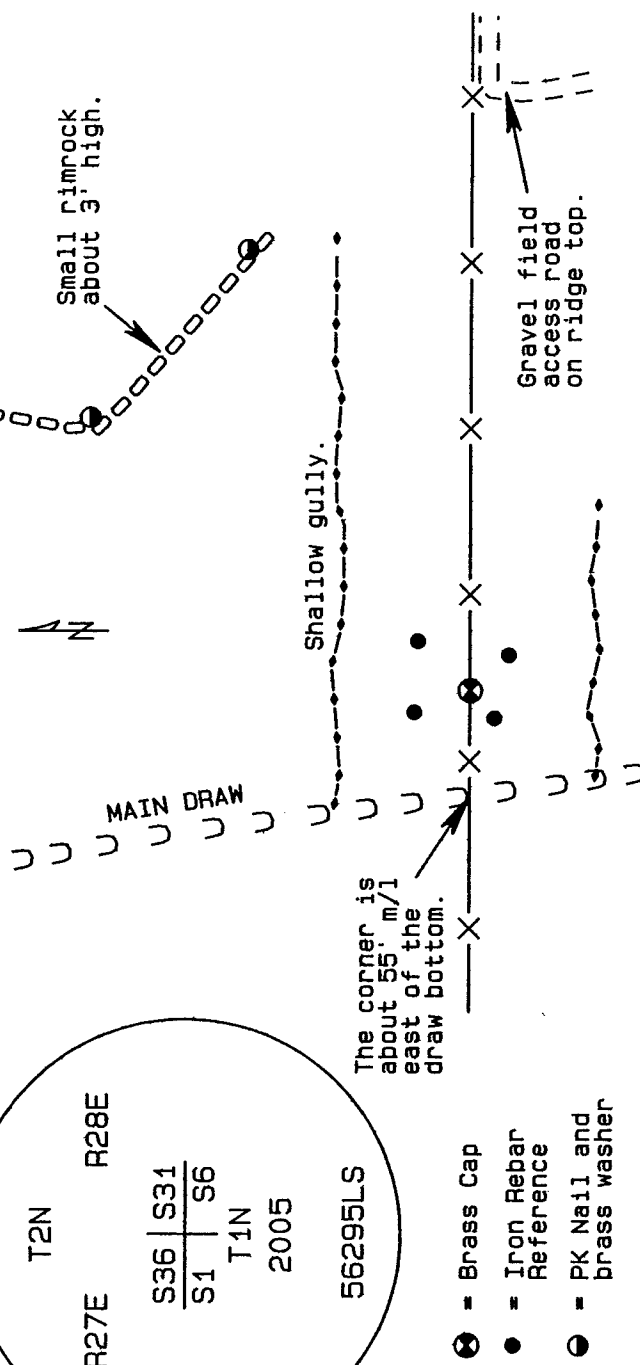 T2N
R27E R28E
S36 S31
S1 S6
T1N
2005
56295LS
Small rimrock
about 3' high.
N
MAIN DRAW
Shallow gully.
The corner is
about 55' m/l
east of the
draw bottom.
Gravel field
access road
on ridge top.
= Brass Cap
= Iron Rebar
Reference
= PK Nail and
brass washer